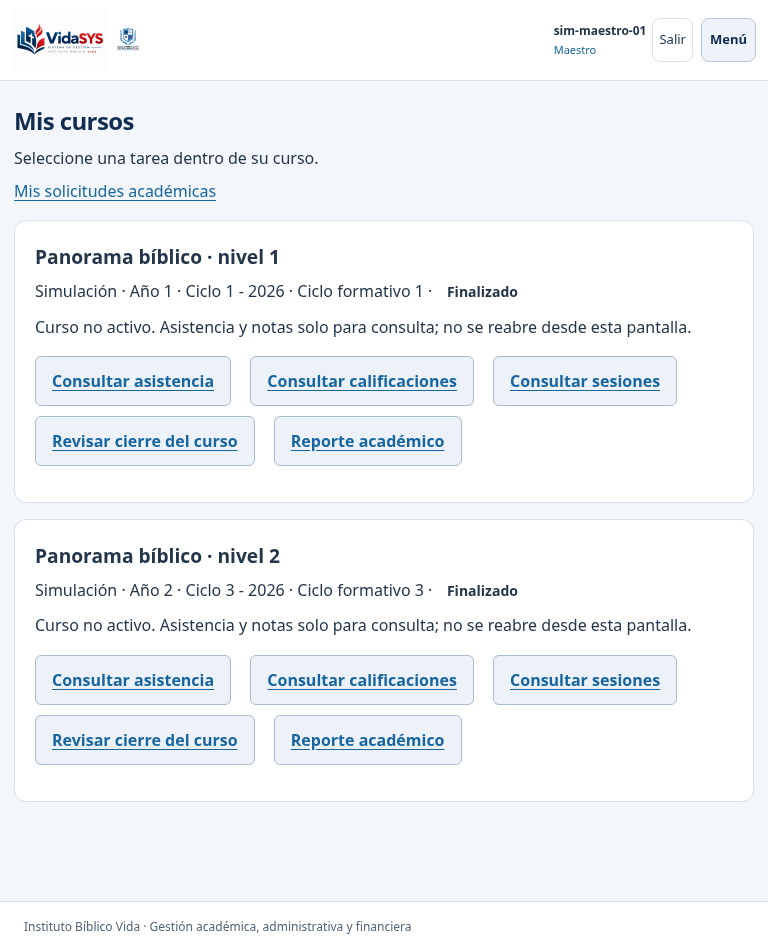 VidaSYS
sim-maestro-01
Maestro
Salir
Menú
Mis cursos
Seleccione una tarea dentro de su curso.
Mis solicitudes académicas
Panorama bíblico · nivel 1
Simulación · Año 1 · Ciclo 1 - 2026 · Ciclo formativo 1 · Finalizado
Curso no activo. Asistencia y notas solo para consulta; no se reabre desde esta pantalla.
Consultar asistencia
Consultar calificaciones
Consultar sesiones
Revisar cierre del curso
Reporte académico
Panorama bíblico · nivel 2
Simulación · Año 2 · Ciclo 3 - 2026 · Ciclo formativo 3 · Finalizado
Curso no activo. Asistencia y notas solo para consulta; no se reabre desde esta pantalla.
Consultar asistencia
Consultar calificaciones
Consultar sesiones
Revisar cierre del curso
Reporte académico
Instituto Bíblico Vida · Gestión académica, administrativa y financiera